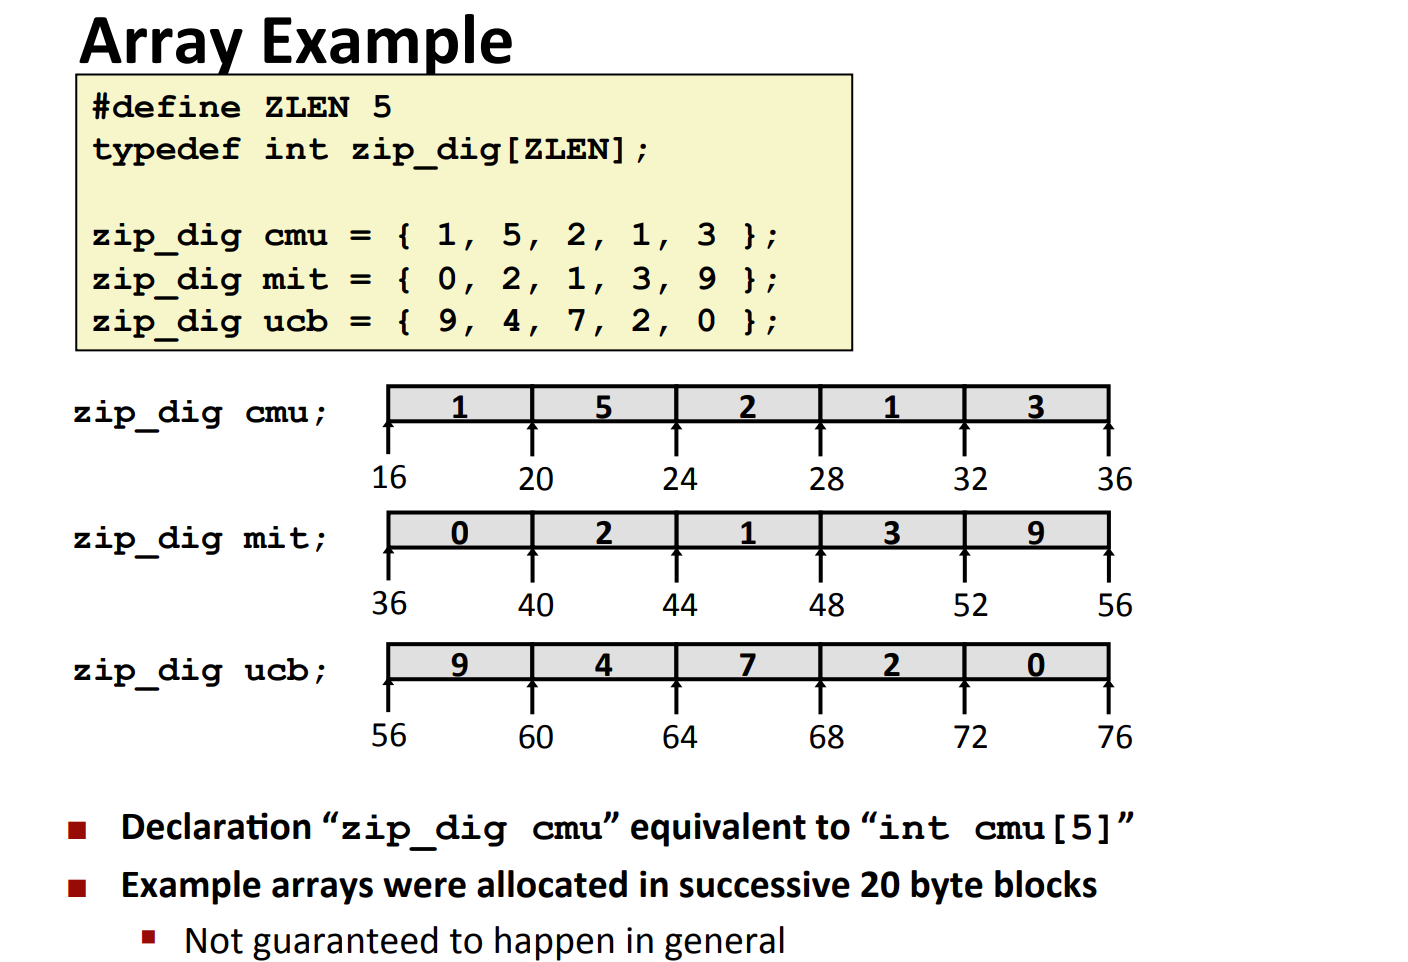 Array Example
#define ZLEN 5
typedef int zip_dig[ZLEN];
zip_dig cmu = { 1, 5, 2, 1, 3 };
zip_dig mit = { 0, 2, 1, 3, 9 };
zip_dig ucb = { 9, 4, 7, 2, 0 };
zip_dig cmu; 1 5 2 1 3
16 20 24 28 32 36
zip_dig mit; 0 2 1 3 9
36 40 44 48 52 56
zip_dig ucb; 9 4 7 2 0
56 60 64 68 72 76
Declaration “zip_dig cmu” equivalent to “int cmu[5]”
Example arrays were allocated in successive 20 byte blocks
Not guaranteed to happen in general